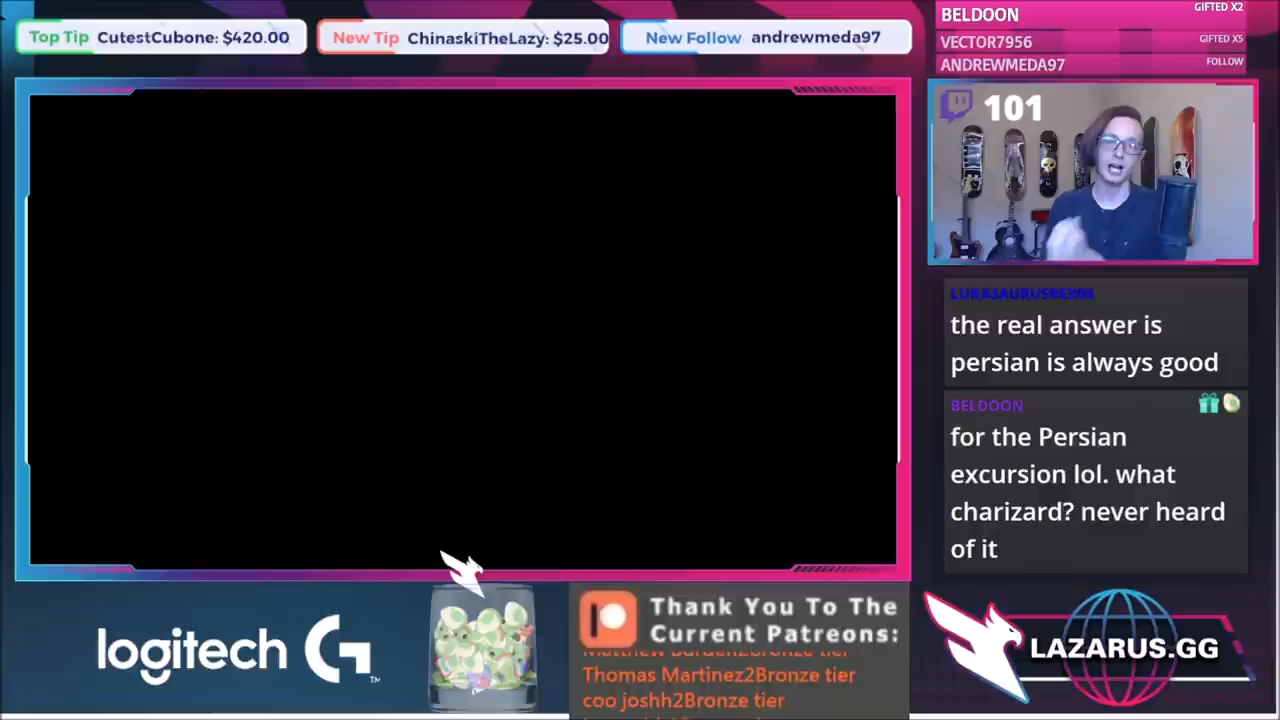 Top Tip CutestCubone: $420.00
New Tip ChinaskiTheLazy: $25.00
New Follow andrewmeda97
BELDOON GIFTED X2
VECTOR7956 GIFTED X5
ANDREWMEDA97 FOLLOW
101
the real answer is
persian is always good
BELDOON
for the Persian
excursion lol. what
charizard? never heard
of it
logitech G
Thank You To The
Current Patreons:
Thomas Martinez2Bronze tier
coo joshh2Bronze tier
LAZARUS.GG